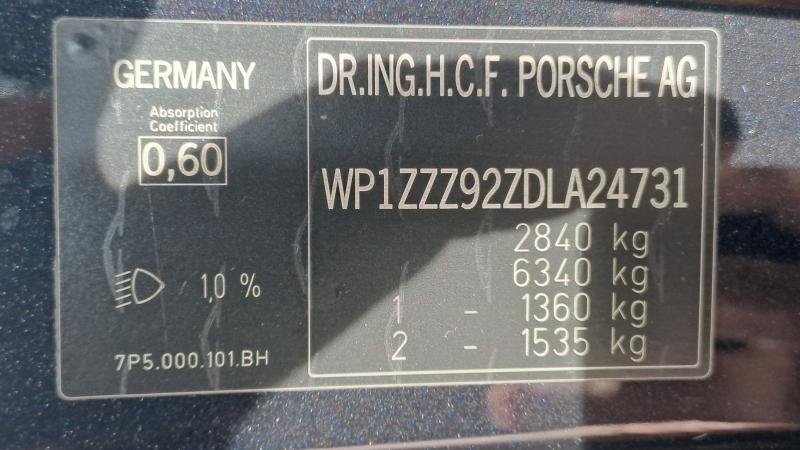 GERMANY
Absorption
Coefficient
0,60
1,0 %
7P5.000.101.BH
DR.ING.H.C.F. PORSCHE AG
WP1ZZZ92ZDLA24731
2840 kg
6340 kg
1 - 1360 kg
2 - 1535 kg